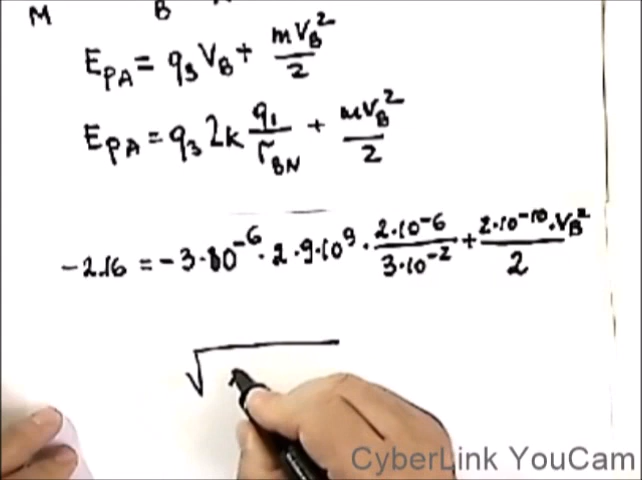 M B
E_PA = q_3 V_B + mV_B^2/2
E_PA = q_3 2k q_1/r_BN + mV_B^2/2
-2.16 = -3·10^-6 · 2·9·10^9 · 2·10^-6/3·10^-2 + 2·10^-10·V_B^2/2
√
CyberLink YouCam